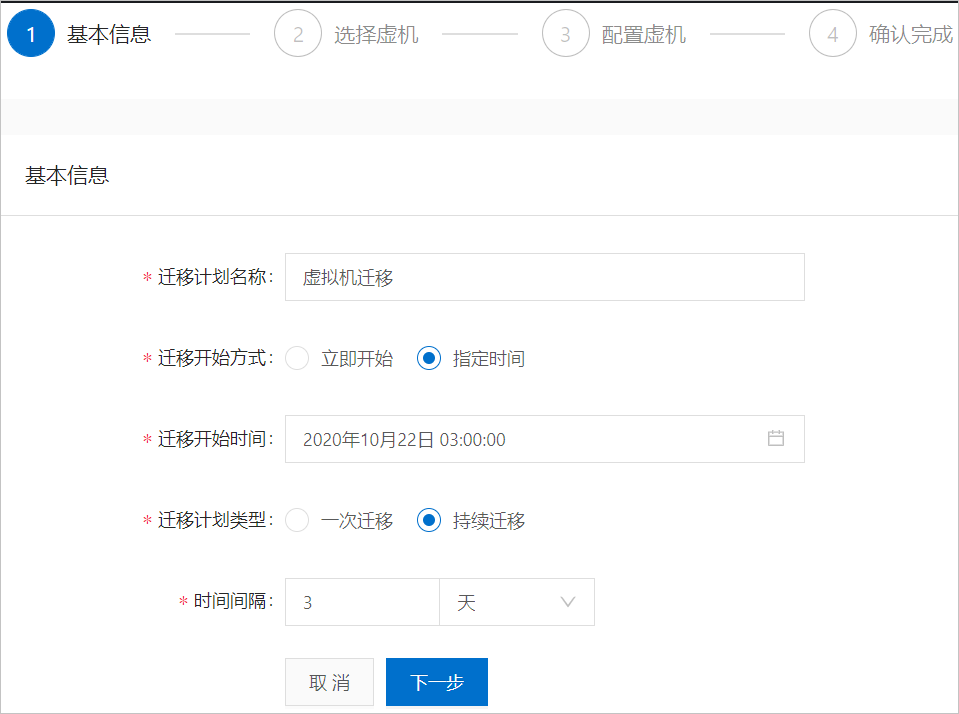 1 基本信息 2 选择虚机 3 配置虚机 4 确认完成
基本信息
* 迁移计划名称: 虚拟机迁移
* 迁移开始方式: 立即开始 指定时间
* 迁移开始时间: 2020年10月22日 03:00:00
* 迁移计划类型: 一次迁移 持续迁移
* 时间间隔: 3 天
取 消 下一步